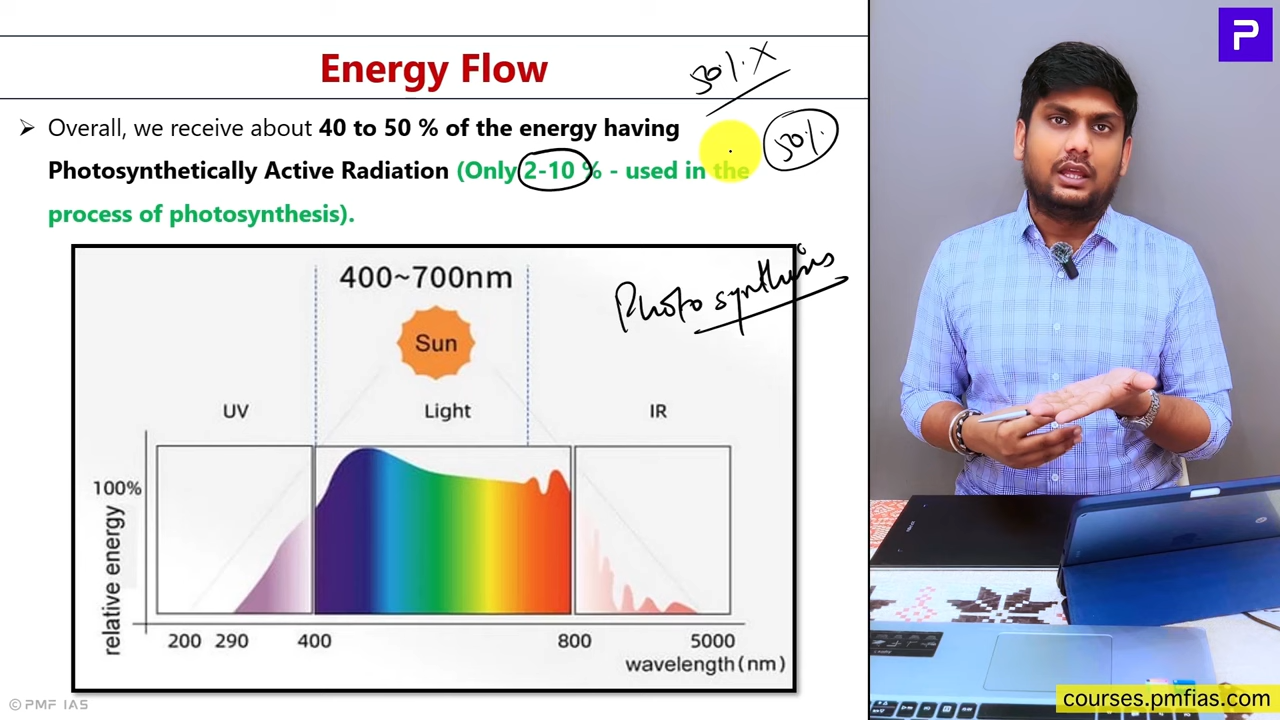 P
Energy Flow
50%. X
➢ Overall, we receive about 40 to 50 % of the energy having
50%.
Photosynthetically Active Radiation (Only 2-10 % - used in the
process of photosynthesis).
400~700nm
Photo synthesis
Sun
UV Light IR
100%
relative energy
200 290 400 800 5000
wavelength(nm)
© PMF IAS
courses.pmfias.com